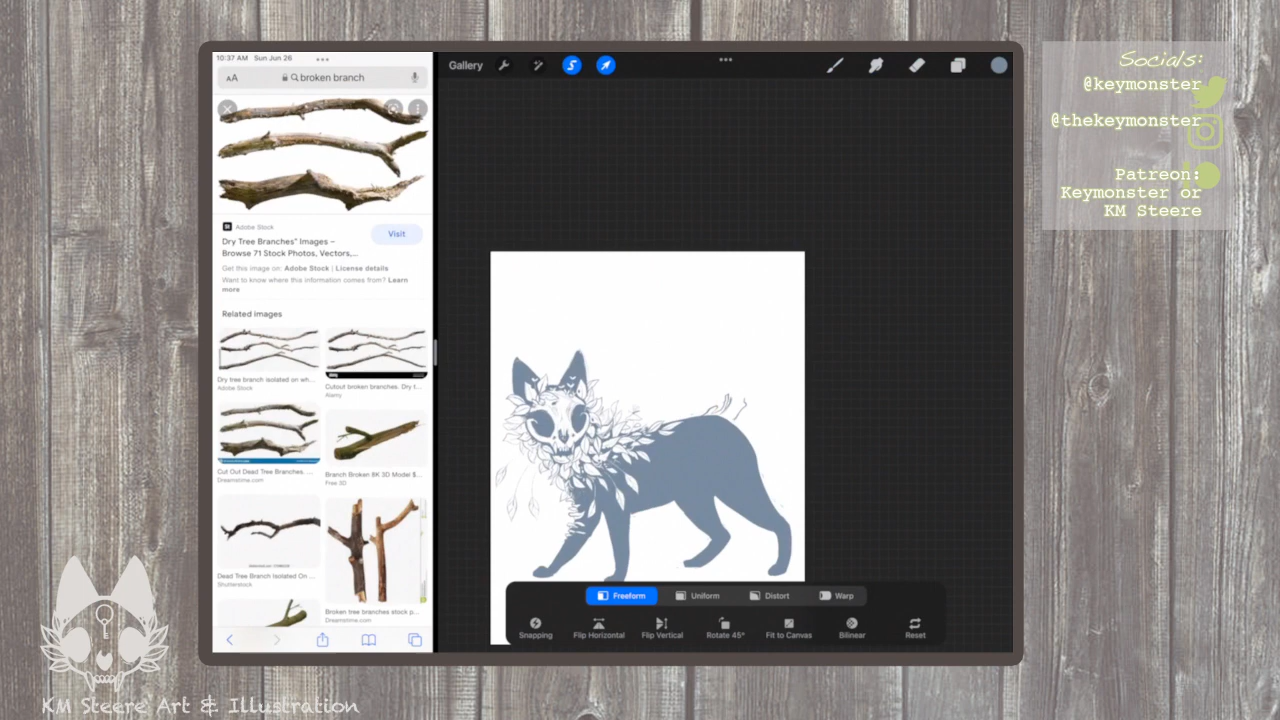 10:37 AM Sun Jun 26
AA
broken branch
Adobe Stock
Visit
Dry Tree Branches" Images –
Browse 71 Stock Photos, Vectors,...
Get this image on: Adobe Stock | License details
Want to know where this information comes from? Learn
more
Related images
Dry tree branch isolated on wh...
Adobe Stock
Cutout broken branches. Dry t...
Alamy
Cut Out Dead Tree Branches. ...
Dreamstime.com
Branch Broken 8K 3D Model $...
Free 3D
Dead Tree Branch Isolated On ...
Shutterstock
Broken tree branches stock p...
Dreamstime.com
Gallery
Freeform
Uniform
Distort
Warp
Snapping
Flip Horizontal
Flip Vertical
Rotate 45°
Fit to Canvas
Bilinear
Reset
Socials:
@keymonster
@thekeymonster
Patreon:
Keymonster or
KM Steere
KM Steere Art & Illustration